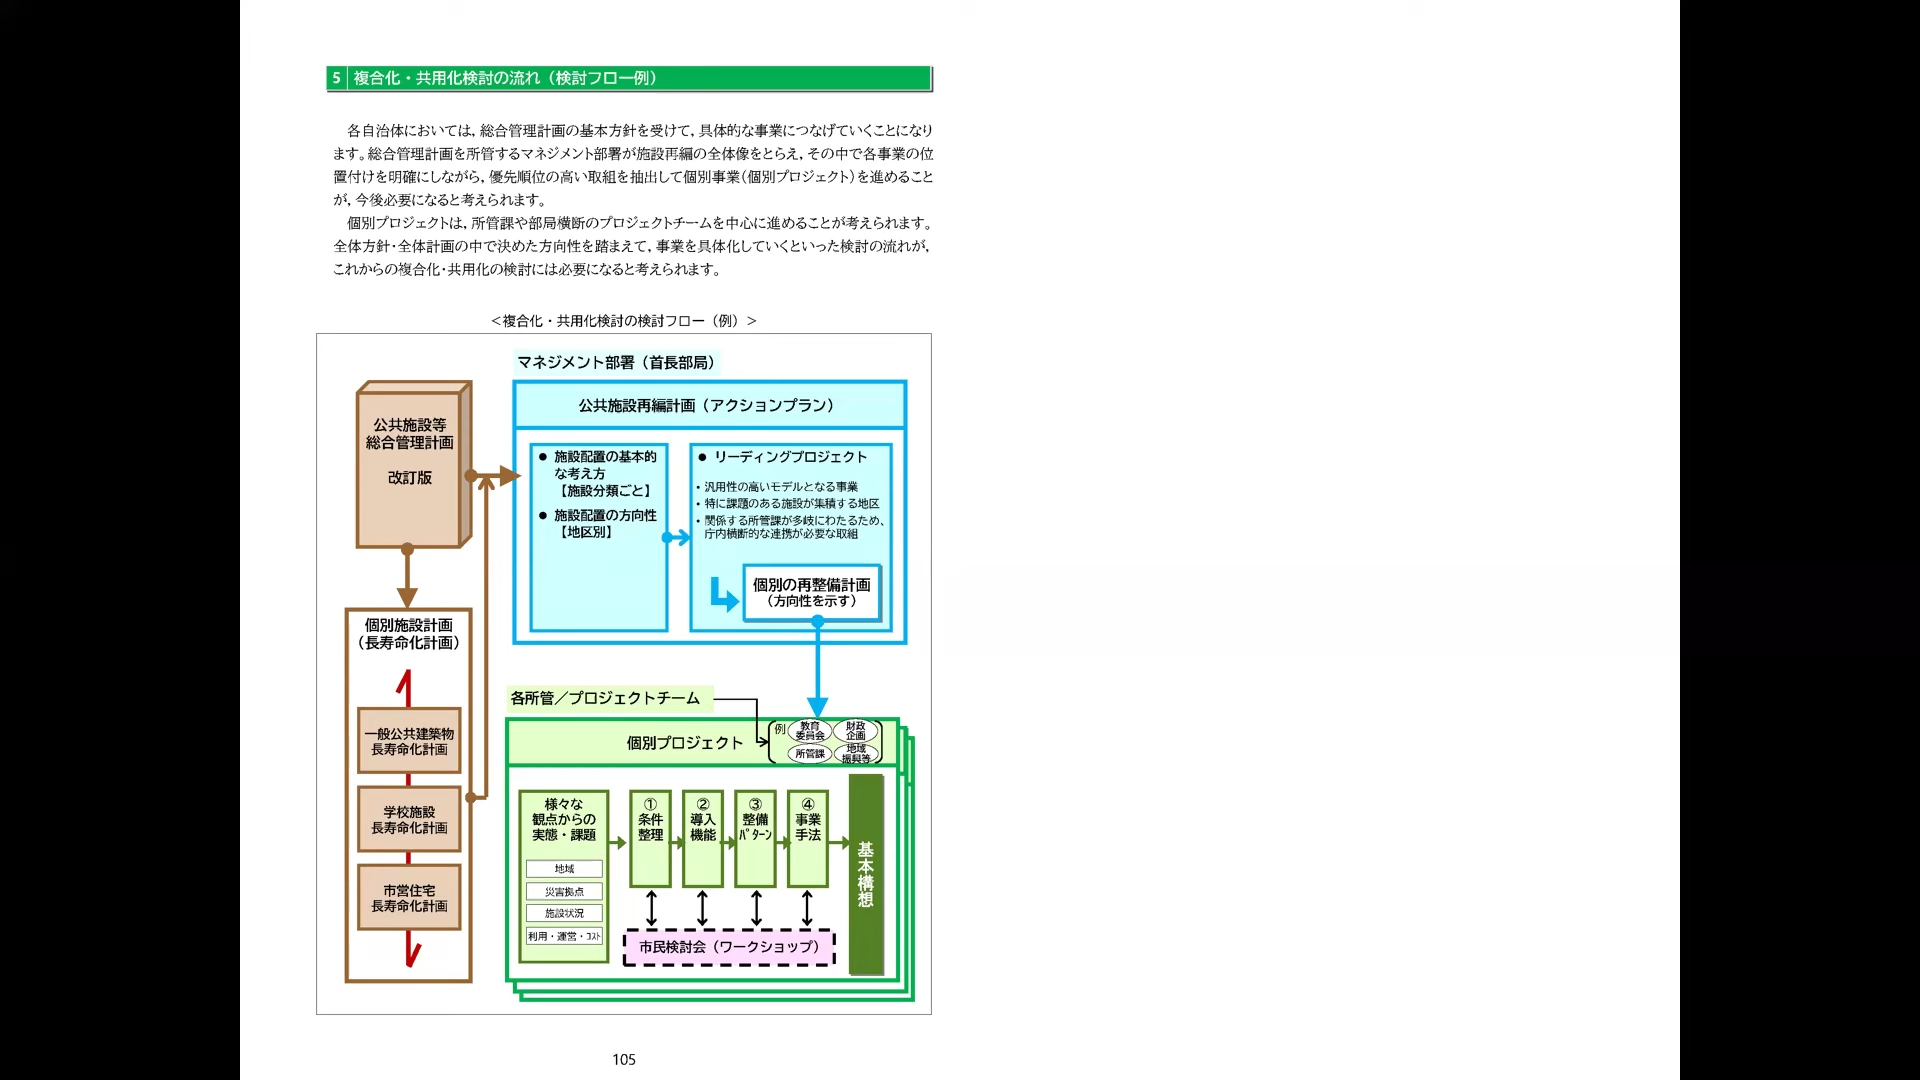 5 複合化・共用化検討の流れ（検討フロー例）
各自治体においては，総合管理計画の基本方針を受けて，具体的な事業につなげていくことになり
ます。総合管理計画を所管するマネジメント部署が施設再編の全体像をとらえ，その中で各事業の位
置付けを明確にしながら，優先順位の高い取組を抽出して個別事業（個別プロジェクト）を進めること
が，今後必要になると考えられます。
個別プロジェクトは，所管課や部局横断のプロジェクトチームを中心に進めることが考えられます。
全体方針・全体計画の中で決めた方向性を踏まえて，事業を具体化していくといった検討の流れが，
これからの複合化・共用化の検討には必要になると考えられます。
＜複合化・共用化検討の検討フロー（例）＞
公共施設等
総合管理計画
改訂版
個別施設計画
（長寿命化計画）
一般公共建築物
長寿命化計画
学校施設
長寿命化計画
市営住宅
長寿命化計画
マネジメント部署（首長部局）
公共施設再編計画（アクションプラン）
● 施設配置の基本的
な考え方
【施設分類ごと】
● 施設配置の方向性
【地区別】
● リーディングプロジェクト
・汎用性の高いモデルとなる事業
・特に課題のある施設が集積する地区
・関係する所管課が多岐にわたるため、
庁内横断的な連携が必要な取組
個別の再整備計画
（方向性を示す）
各所管／プロジェクトチーム
個別プロジェクト
例
教育
委員会
財政
企画
所管課
地域
振興等
様々な
観点からの
実態・課題
地域
災害拠点
施設状況
利用・運営・ｺｽﾄ
①
条件
整理
②
導入
機能
③
整備
ﾊﾟﾀｰﾝ
④
事業
手法
市民検討会（ワークショップ）
基本構想
105